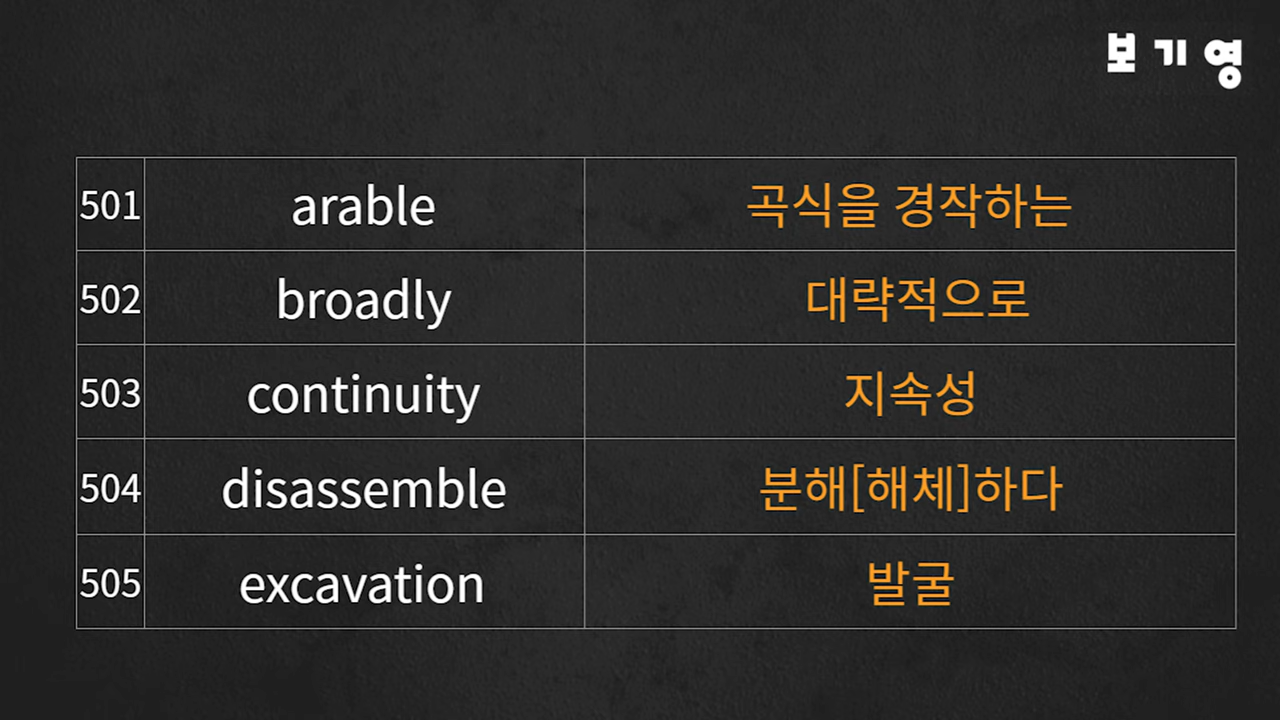 보기영
501 arable 곡식을 경작하는
502 broadly 대략적으로
503 continuity 지속성
504 disassemble 분해[해체]하다
505 excavation 발굴